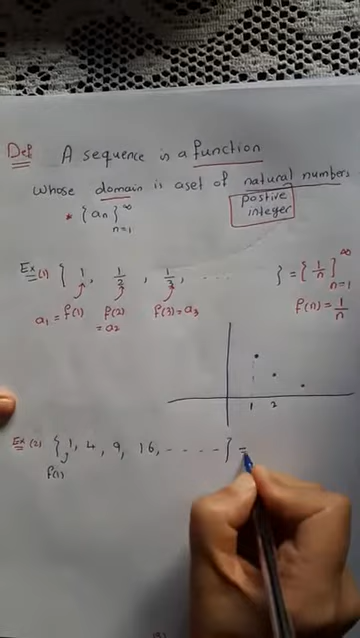 Def A sequence is a function
whose domain is a set of natural numbers
* {an}∞n=1
postive integer
Ex (1) { 1, 1/2, 1/3, .... } = {1/n}∞n=1
a1 = f(1) f(2) = a2 f(3) = a3 f(n) = 1/n
1 2
Ex (2) {1, 4, 9, 16, ..... } =
f(1)